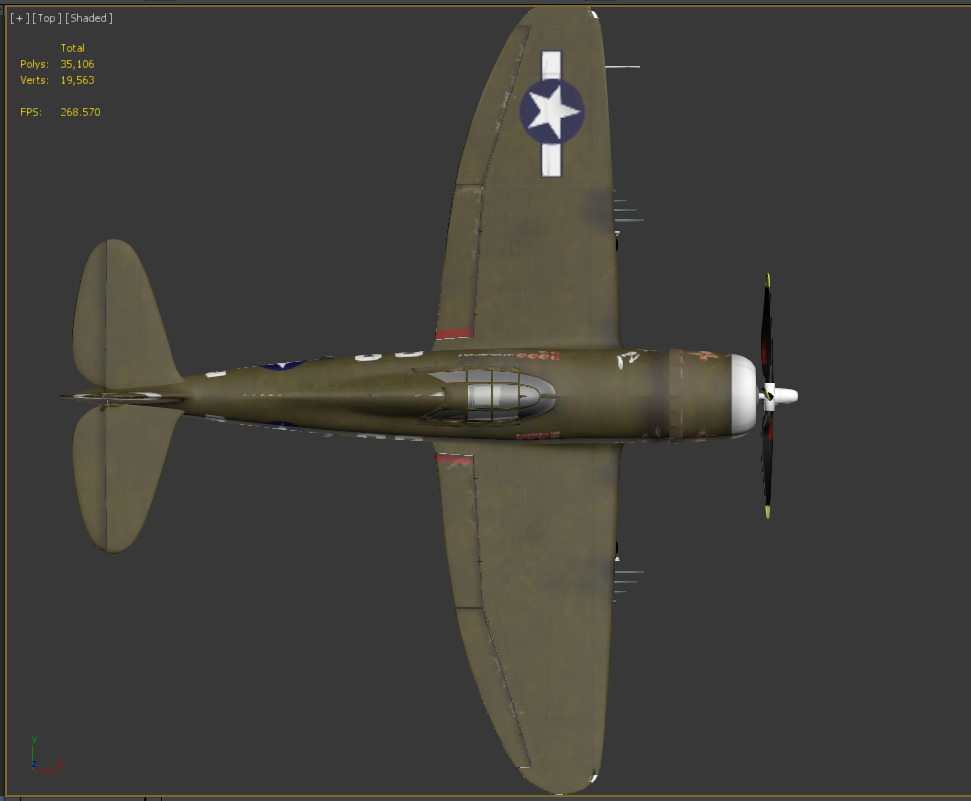 [+][Top][Shaded]
Total
Polys: 35,106
Verts: 19,563
FPS: 268.570
Y